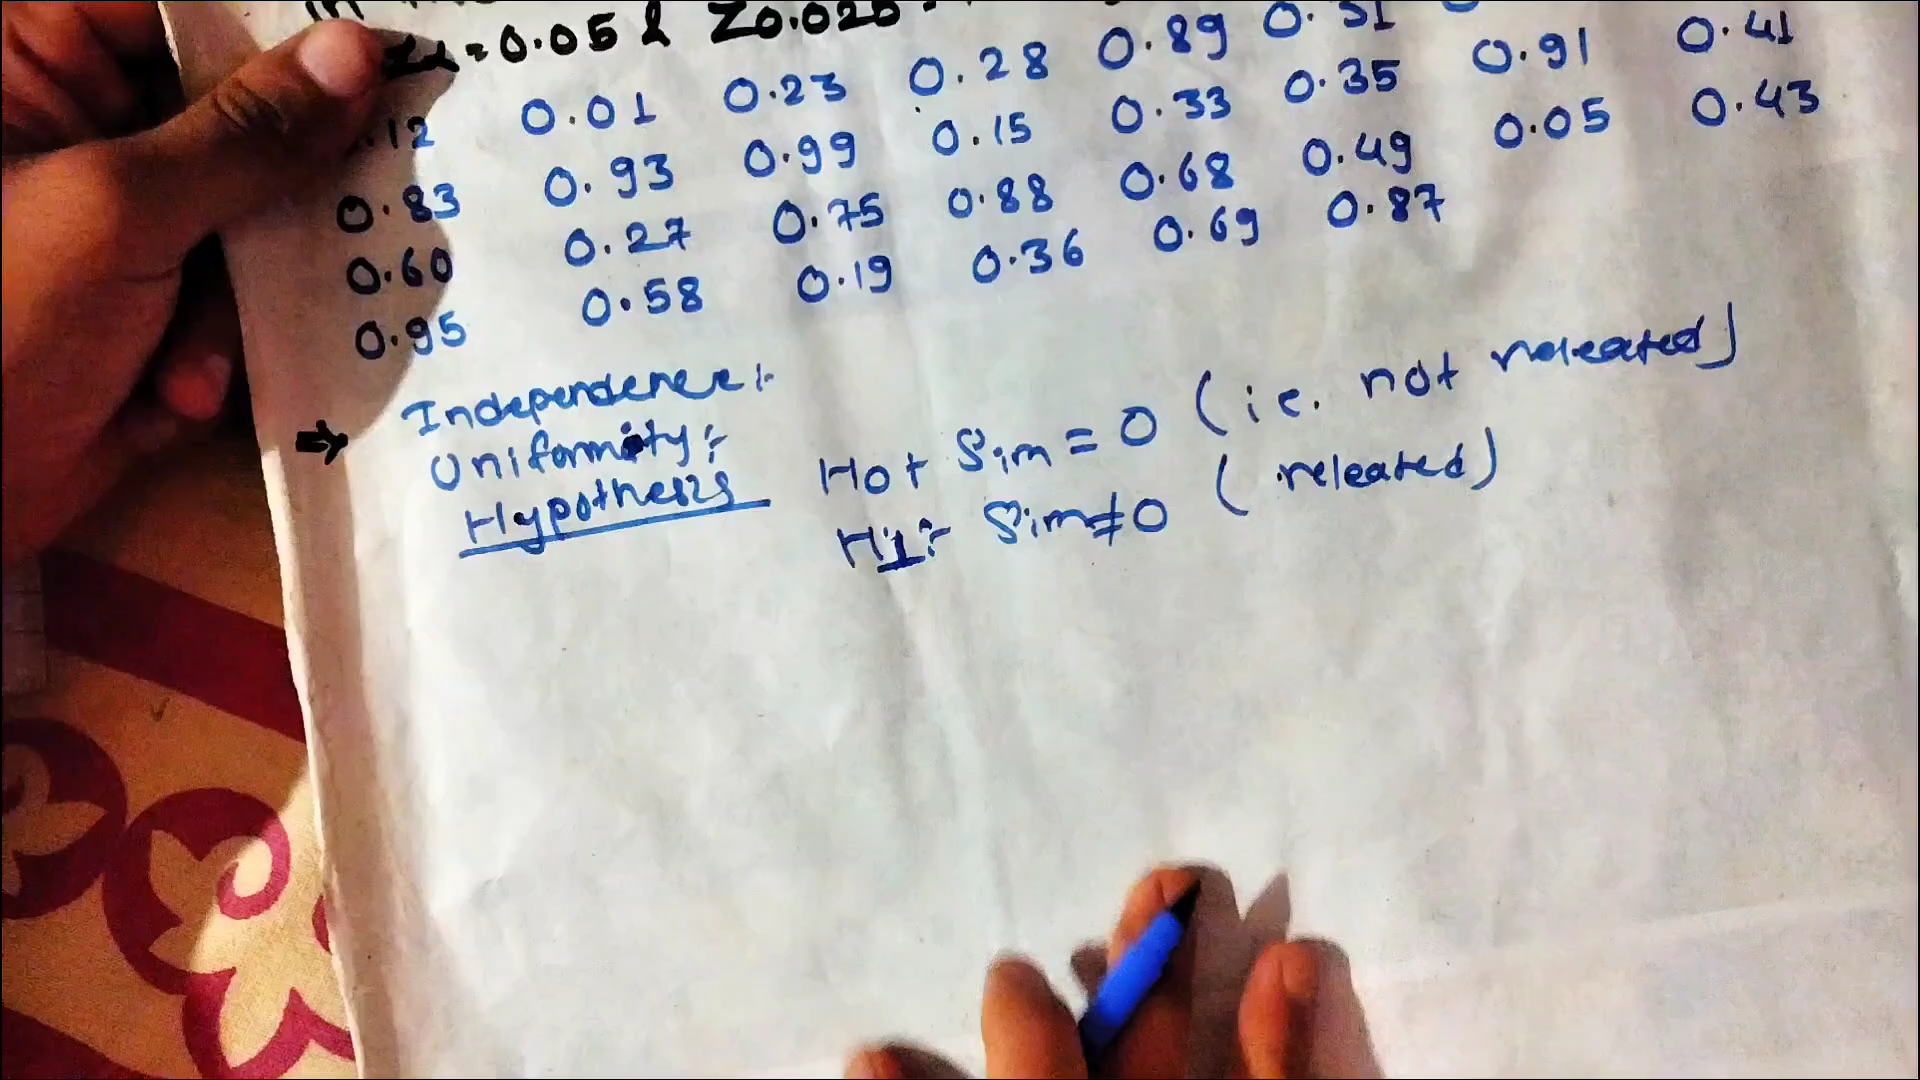 = 0.05 & Z0.025
.12 0.01 0.23 0.28 0.89 0.31
0.83 0.93 0.99 0.15 0.33 0.35 0.91 0.41
0.60 0.27 0.75 0.88 0.68 0.49 0.05 0.43
0.95 0.58 0.19 0.36 0.69 0.87
⇒ Independence :-
Uniformity :-
Hypothesis
Ho+ Sim = 0 (i.e. not releated)
H1:- Sim≠0 ( releated)